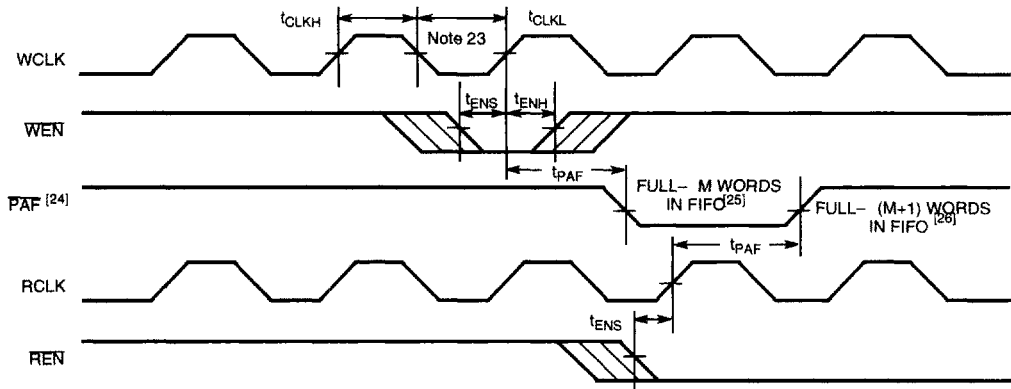 tCLKH
tCLKL
Note 23
WCLK
tENS
tENH
WEN
tPAF
PAF [24]
FULL– M WORDS
IN FIFO[25]
FULL– (M+1) WORDS
IN FIFO [26]
tPAF
RCLK
tENS
REN